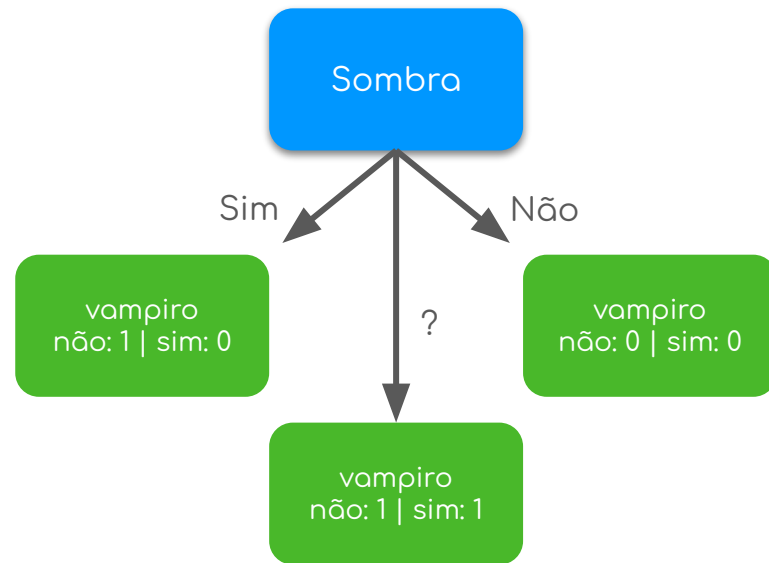 Sombra
Sim
Não
vampiro
não: 1 | sim: 0
?
vampiro
não: 0 | sim: 0
vampiro
não: 1 | sim: 1